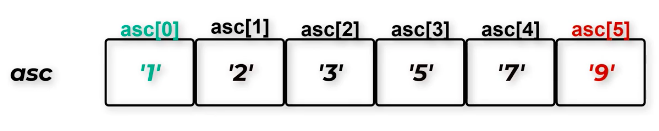 asc[0] asc[1] asc[2] asc[3] asc[4] asc[5]
asc '1' '2' '3' '5' '7' '9'